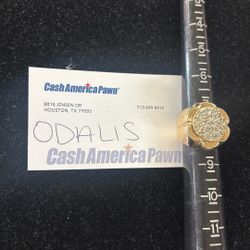 Cash America Pawn
8816 JENSEN DR
HOUSTON, TX 77093
ODALIS
Cash America Pawn